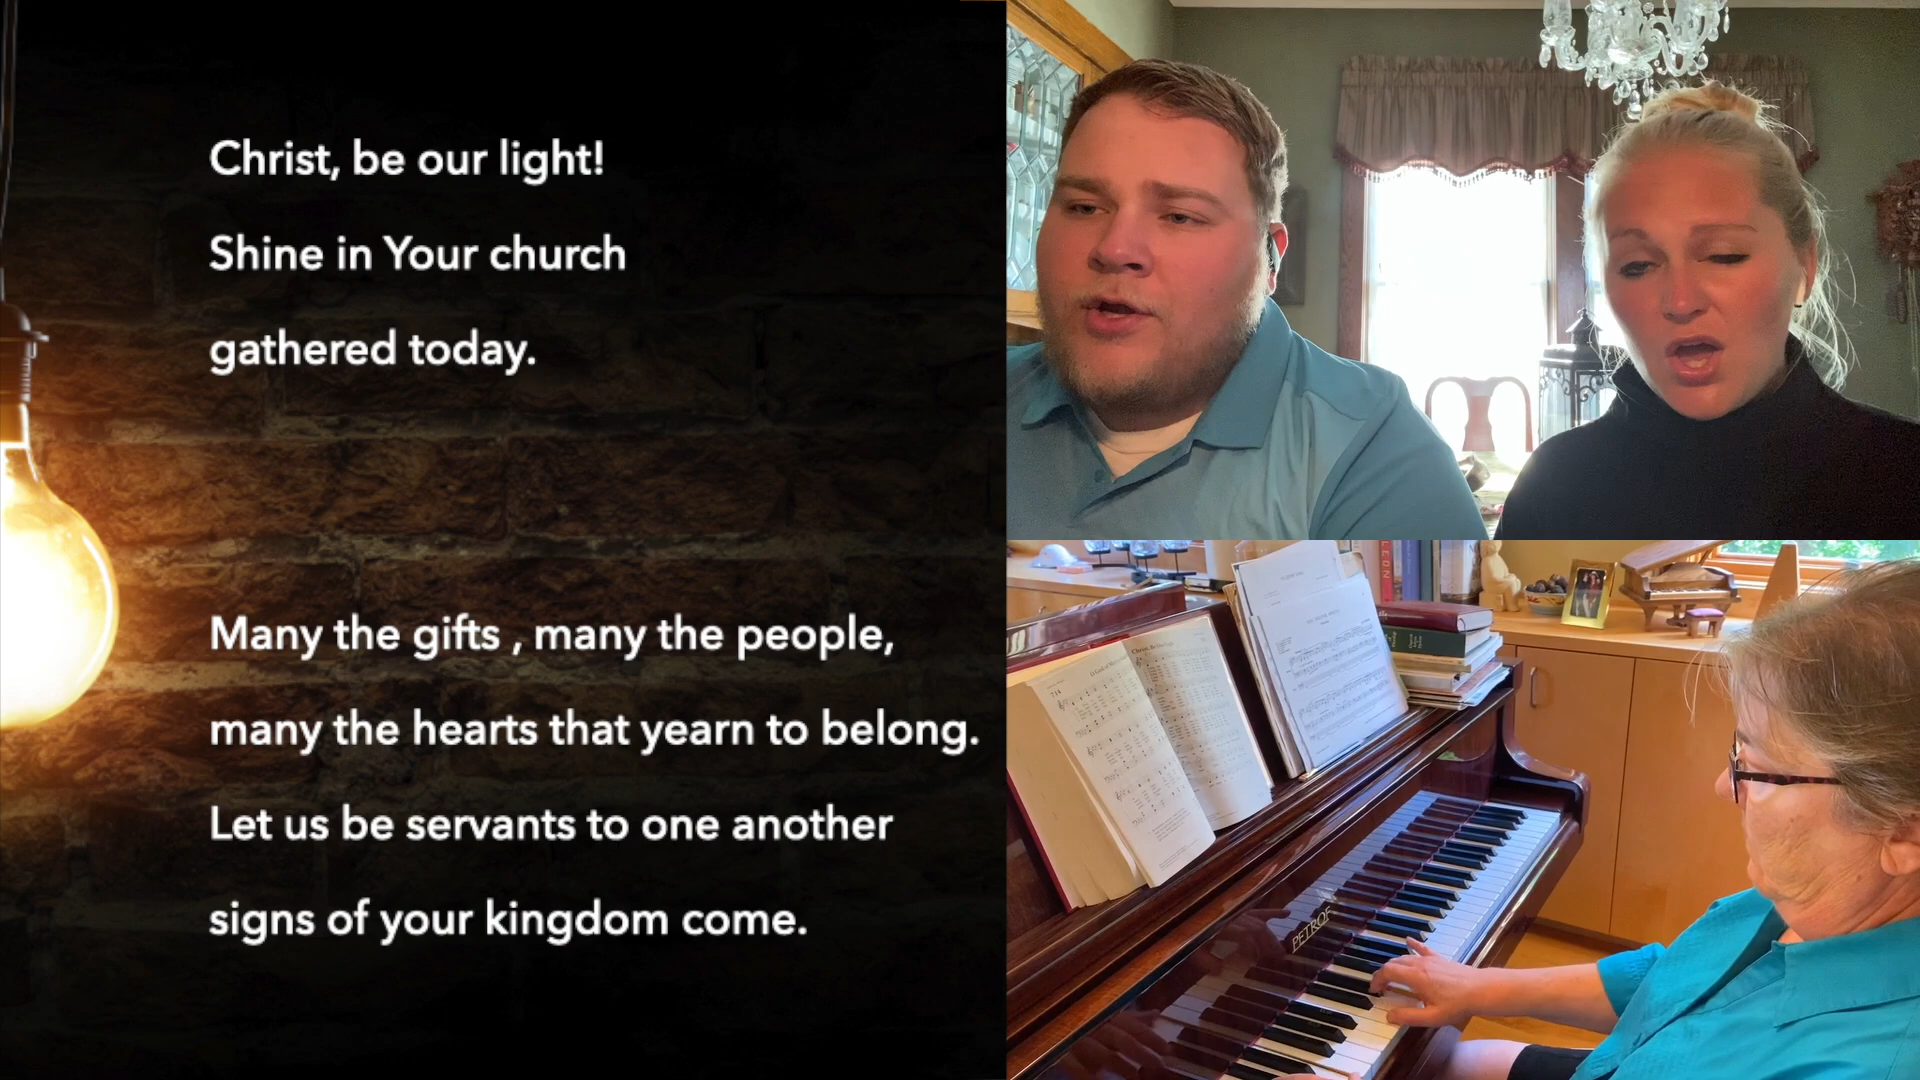 Christ, be our light!
Shine in Your church
gathered today.
Many the gifts , many the people,
many the hearts that yearn to belong.
Let us be servants to one another
signs of your kingdom come.
PETROF